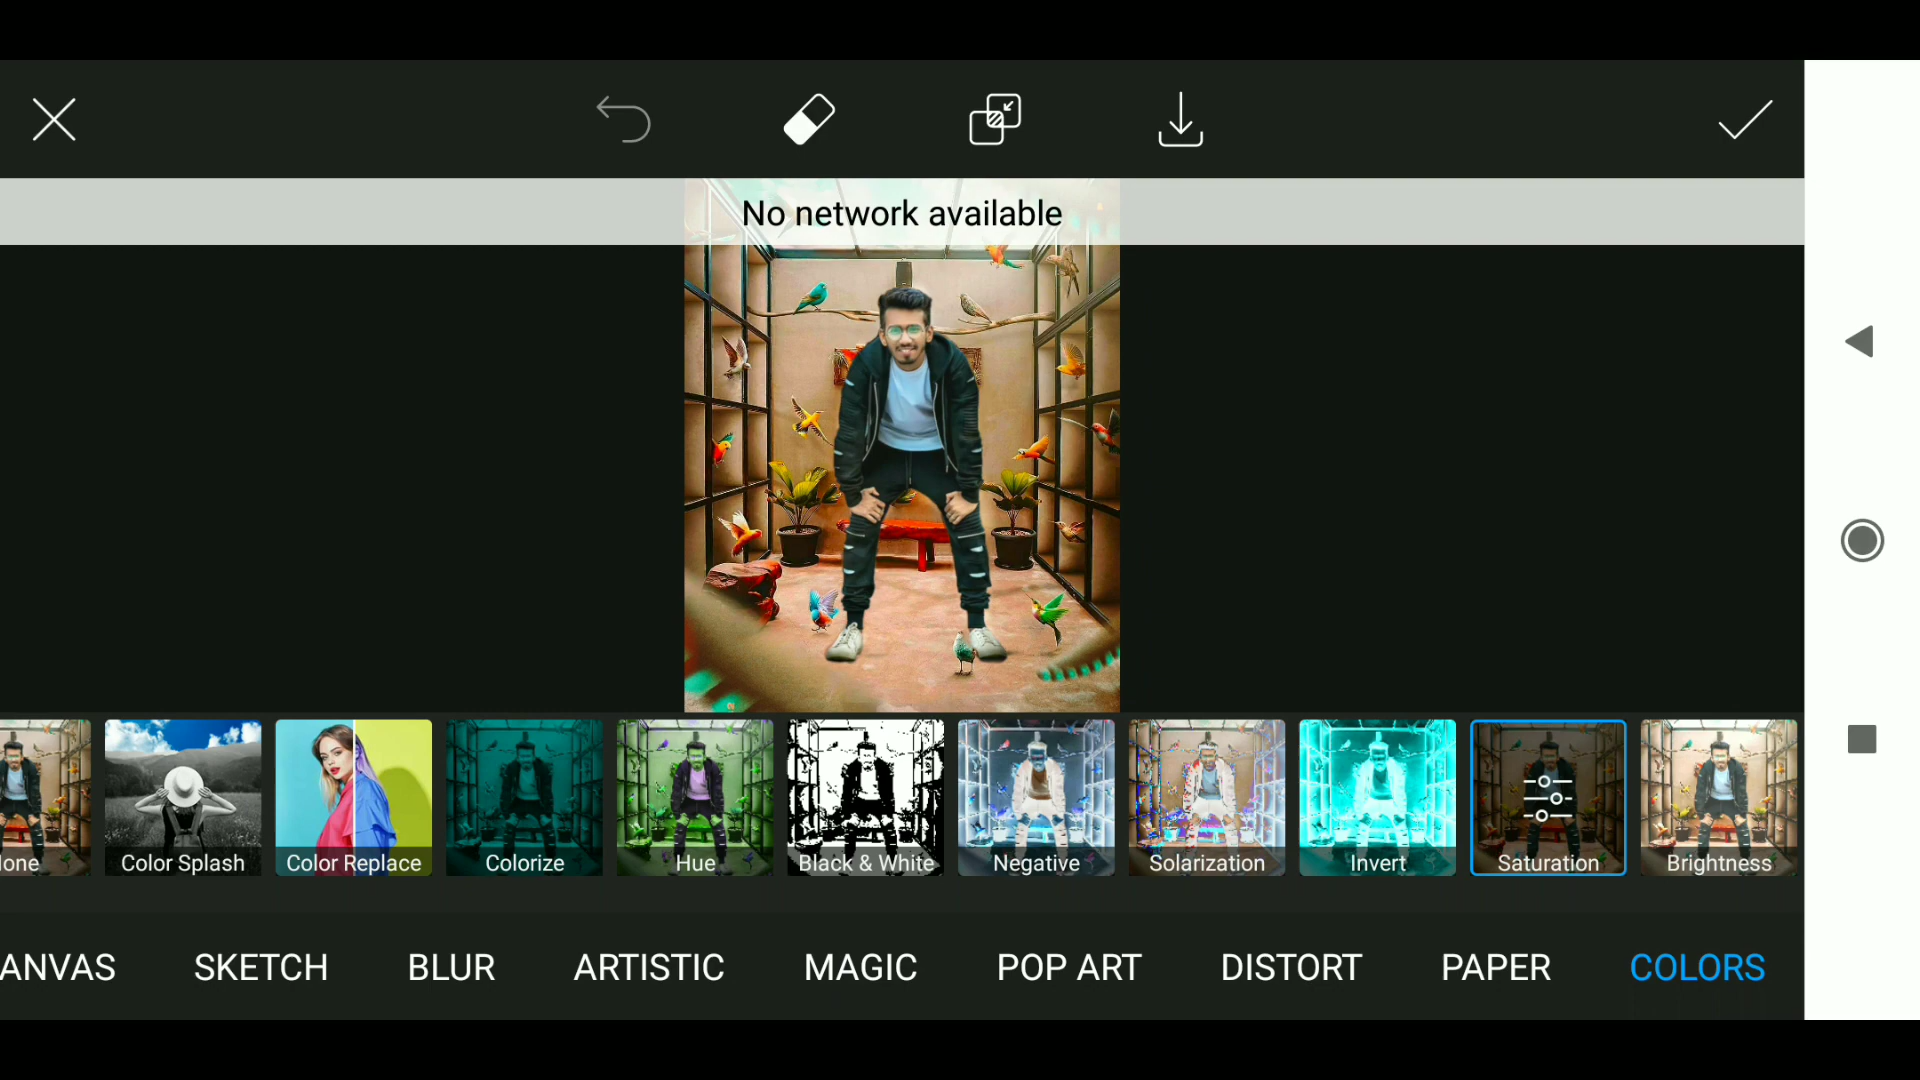 No network available
lone
Color Splash
Color Replace
Colorize
Hue
Black & White
Negative
Solarization
Invert
Saturation
Brightness
ANVAS SKETCH BLUR ARTISTIC MAGIC POP ART DISTORT PAPER COLORS